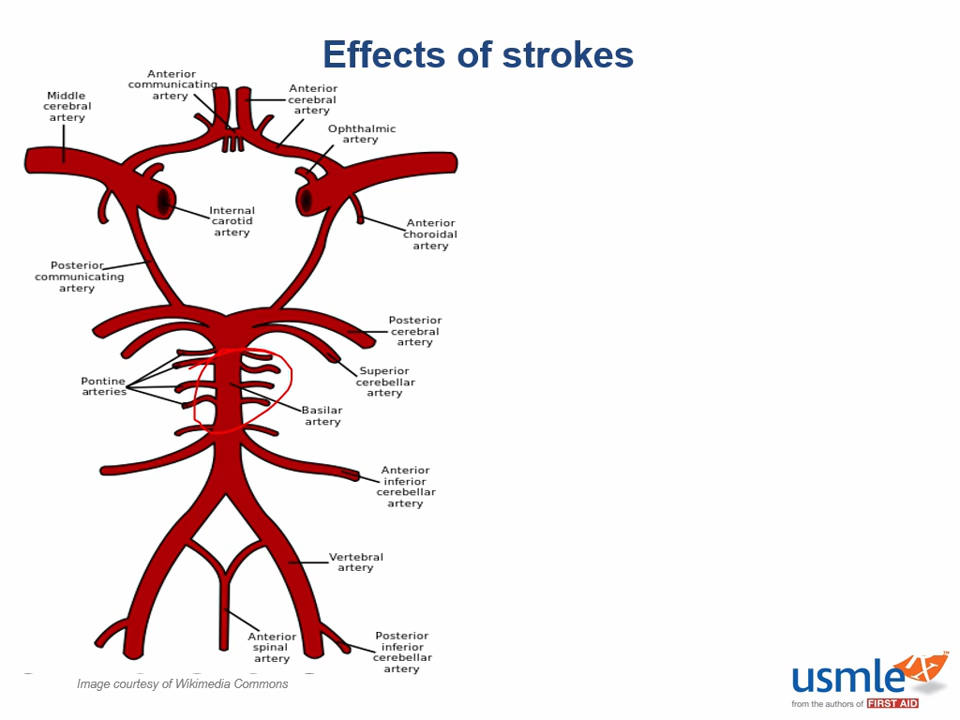 Effects of strokes
Anterior
communicating
artery
Middle
cerebral
artery
Anterior
cerebral
artery
Ophthalmic
artery
Internal
carotid
artery
Anterior
choroidal
artery
Posterior
communicating
artery
Posterior
cerebral
artery
Superior
cerebellar
artery
Pontine
arteries
Basilar
artery
Anterior
inferior
cerebellar
artery
Vertebral
artery
Anterior
spinal
artery
Posterior
inferior
cerebellar
artery
Image courtesy of Wikimedia Commons
usmle Rx™
from the authors of FIRST AID